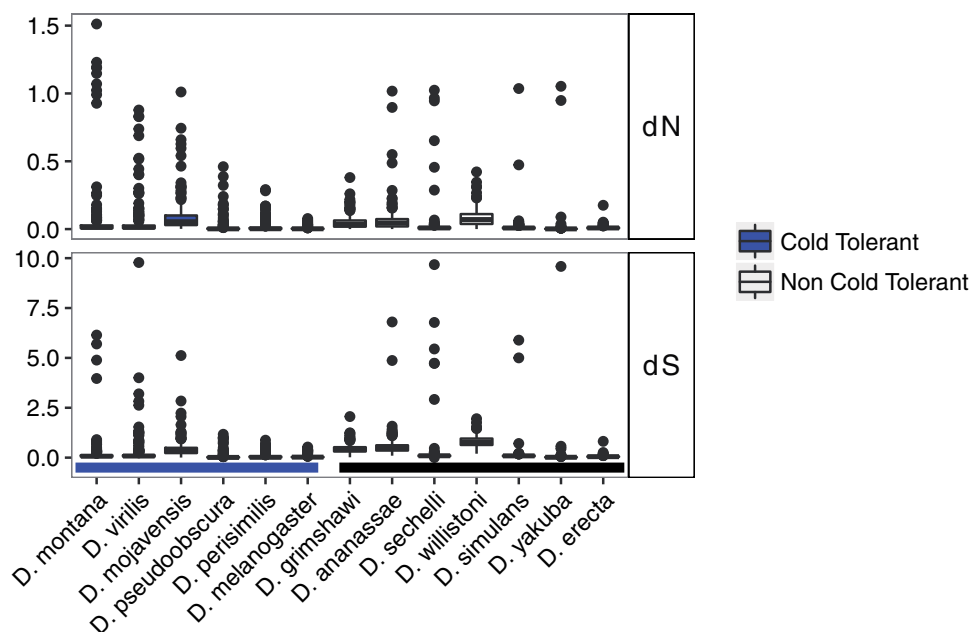 1.5
1.0
0.5
0.0
dN
10.0
7.5
5.0
2.5
0.0
dS
Cold Tolerant
Non Cold Tolerant
D. montana
D. virilis
D. mojavensis
D. pseudoobscura
D. perisimilis
D. melanogaster
D. grimshawi
D. ananassae
D. sechelli
D. willistoni
D. simulans
D. yakuba
D. erecta